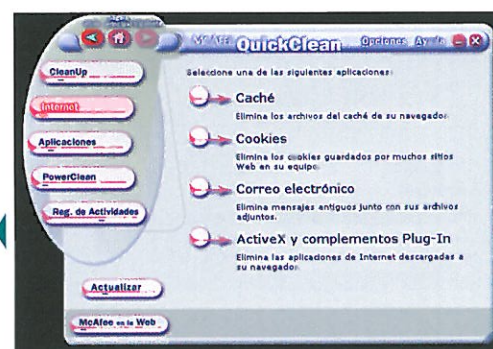 McAfee QuickClean Opciones Ayuda
CleanUp
Internet
Aplicaciones
PowerClean
Reg. de Actividades
Actualizar
McAfee en la Web
Seleccione una de las siguientes aplicaciones:
Caché
Elimina los archivos del caché de su navegador.
Cookies
Elimina los cookies guardados por muchos sitios
Web en su equipo.
Correo electrónico
Elimina mensajes antiguos junto con sus archivos
adjuntos.
ActiveX y complementos Plug-In
Elimina las aplicaciones de Internet descargadas a
su navegador.